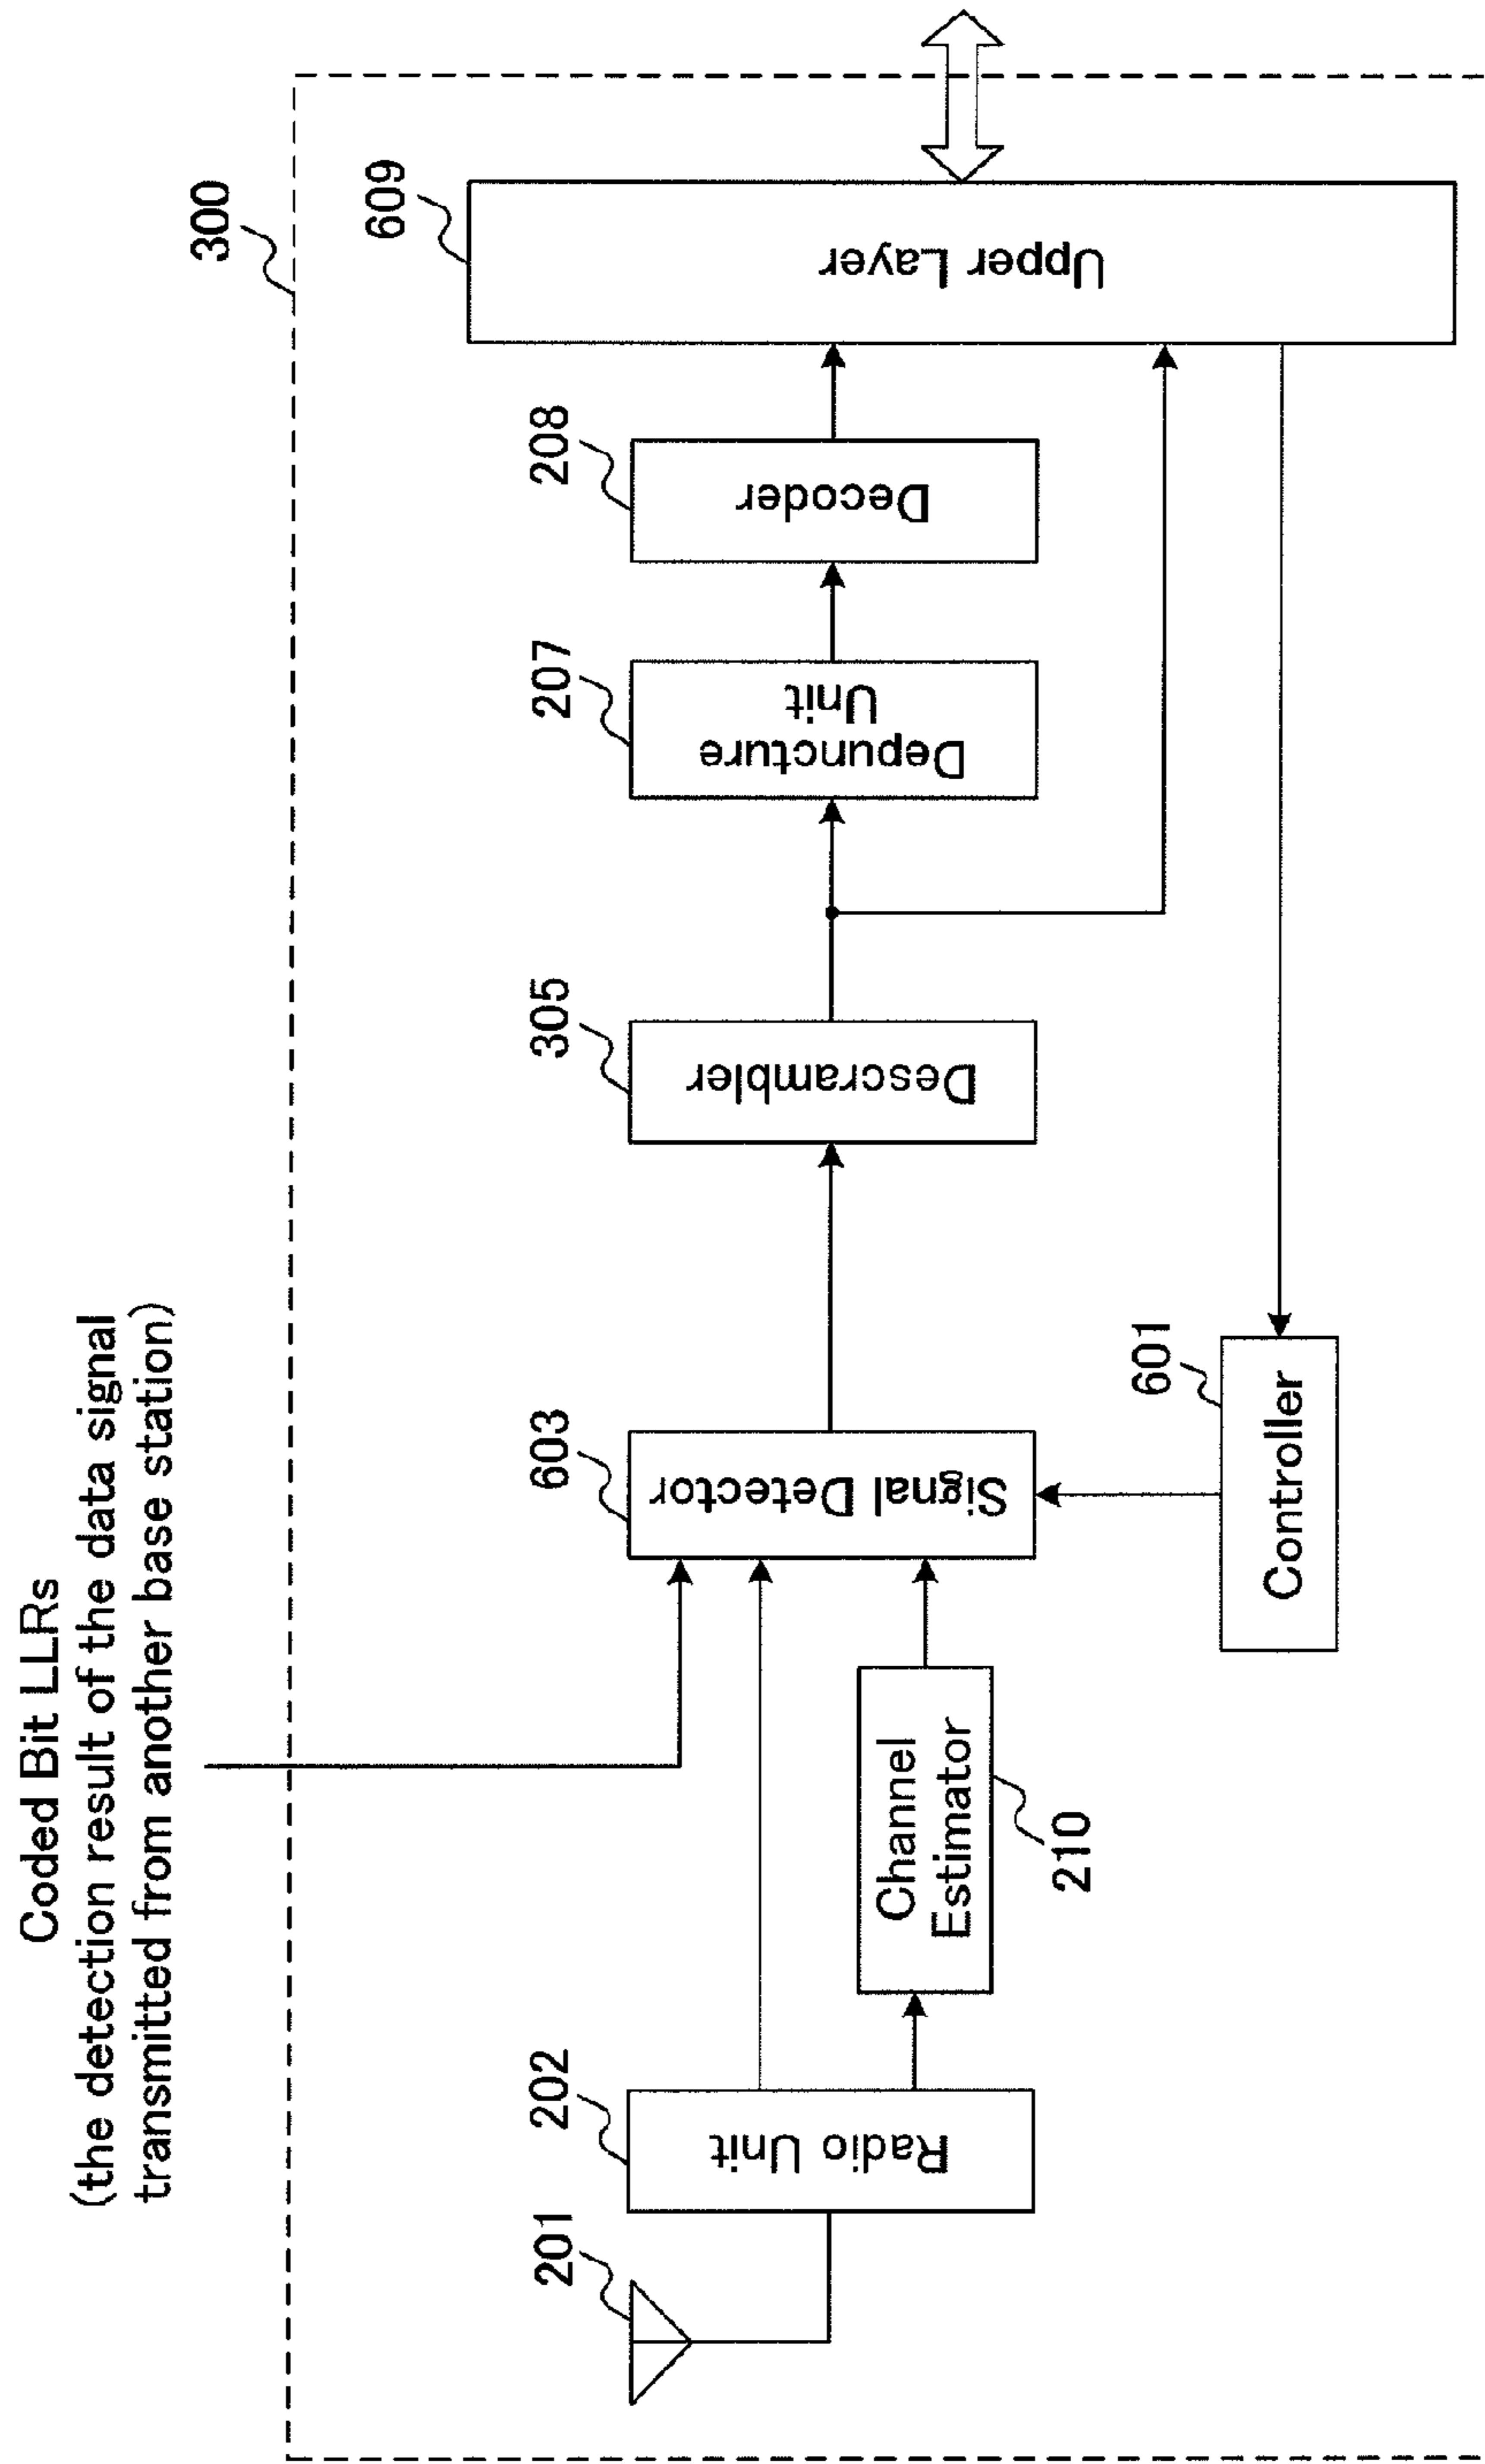 Coded Bit LLRs
(the detection result of the data signal
transmitted from another base station)
300
201
202
Radio Unit
210
Channel
Estimator
603
Signal Detector
601
Controller
305
Descrambler
207
Depuncture
Unit
208
Decoder
609
Upper Layer